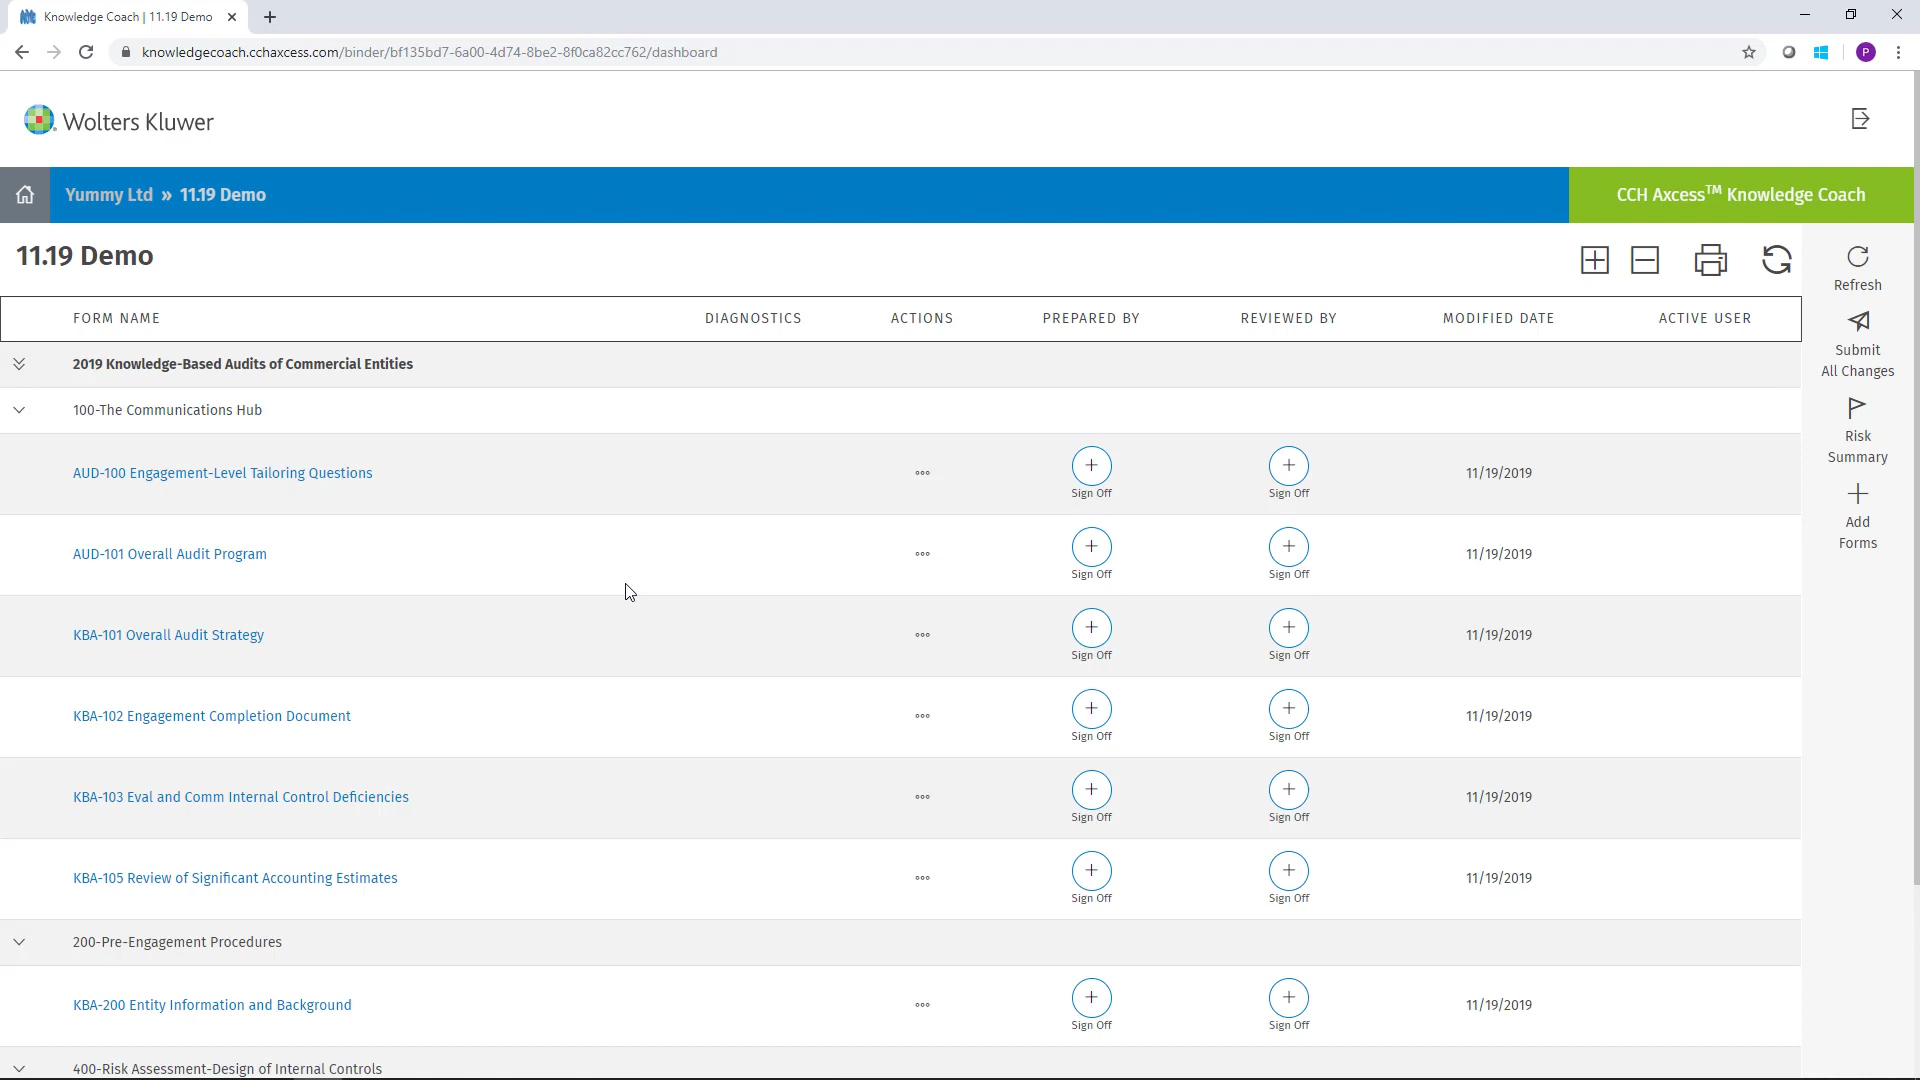 Knowledge Coach | 11.19 Demo
knowledgecoach.cchaxcess.com/binder/bf135bd7-6a00-4d74-8be2-8f0ca82cc762/dashboard
P
Wolters Kluwer
Yummy Ltd » 11.19 Demo
CCH Axcess™ Knowledge Coach
11.19 Demo
Refresh
Submit
All Changes
Risk
Summary
Add
Forms
FORM NAME DIAGNOSTICS ACTIONS PREPARED BY REVIEWED BY MODIFIED DATE ACTIVE USER
2019 Knowledge-Based Audits of Commercial Entities
100-The Communications Hub
AUD-100 Engagement-Level Tailoring Questions Sign Off Sign Off 11/19/2019
AUD-101 Overall Audit Program Sign Off Sign Off 11/19/2019
KBA-101 Overall Audit Strategy Sign Off Sign Off 11/19/2019
KBA-102 Engagement Completion Document Sign Off Sign Off 11/19/2019
KBA-103 Eval and Comm Internal Control Deficiencies Sign Off Sign Off 11/19/2019
KBA-105 Review of Significant Accounting Estimates Sign Off Sign Off 11/19/2019
200-Pre-Engagement Procedures
KBA-200 Entity Information and Background Sign Off Sign Off 11/19/2019
400-Risk Assessment-Design of Internal Controls